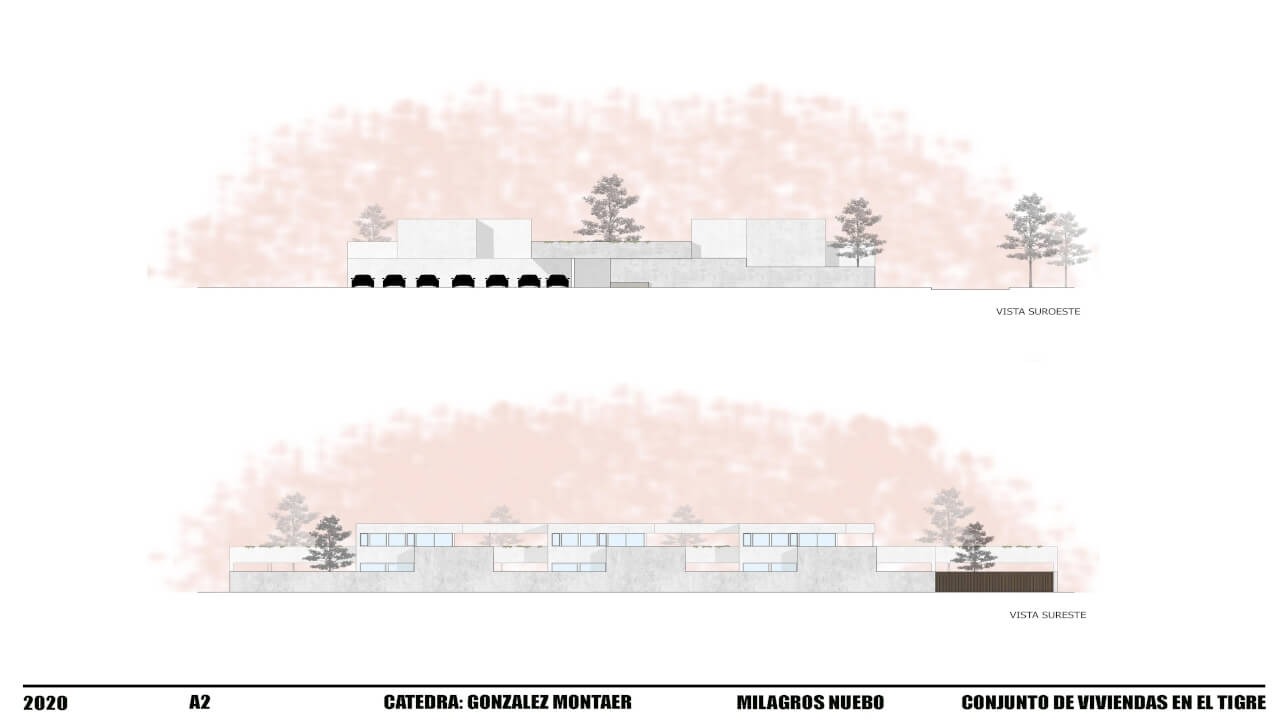 VISTA SUROESTE
VISTA SURESTE
2020 A2 CATEDRA: GONZALEZ MONTAER MILAGROS NUEBO CONJUNTO DE VIVIENDAS EN EL TIGRE